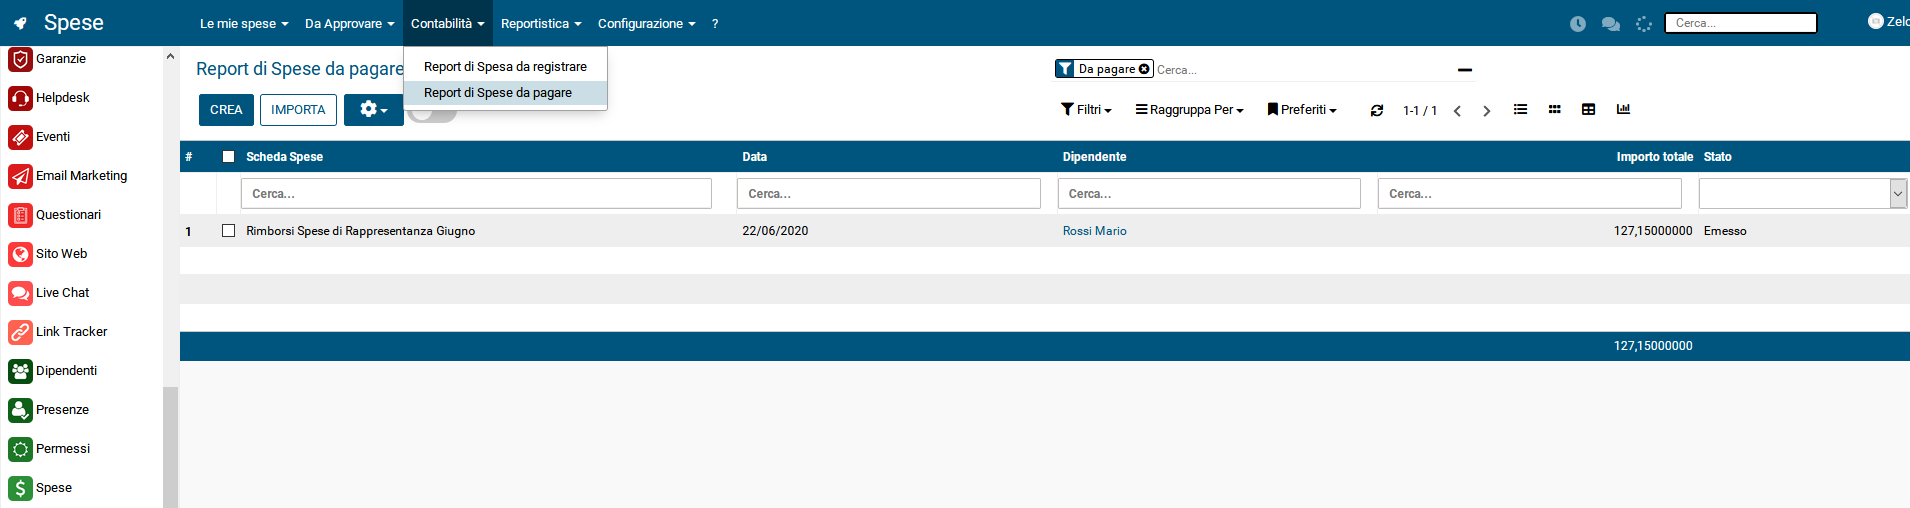 Spese
Le mie spese
Da Approvare
Contabilità
Reportistica
Configurazione
?
Cerca...
Garanzie
Helpdesk
Eventi
Email Marketing
Questionari
Sito Web
Live Chat
Link Tracker
Dipendenti
Presenze
Permessi
Spese
Report di Spese da pagare
Report di Spesa da registrare
Report di Spese da pagare
Da pagare
Cerca...
CREA
IMPORTA
Filtri
Raggruppa Per
Preferiti
1-1 / 1
# Scheda Spese Data Dipendente Importo totale Stato
Cerca... Cerca... Cerca... Cerca...
1 Rimborsi Spese di Rappresentanza Giugno 22/06/2020 Rossi Mario 127,15000000 Emesso
127,15000000